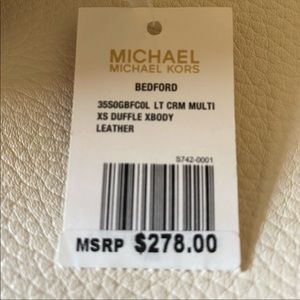 MICHAEL
MICHAEL KORS
BEDFORD
35S0GBFC0L LT CRM MULTI
XS DUFFLE XBODY
LEATHER
S742-0001
MSRP $278.00